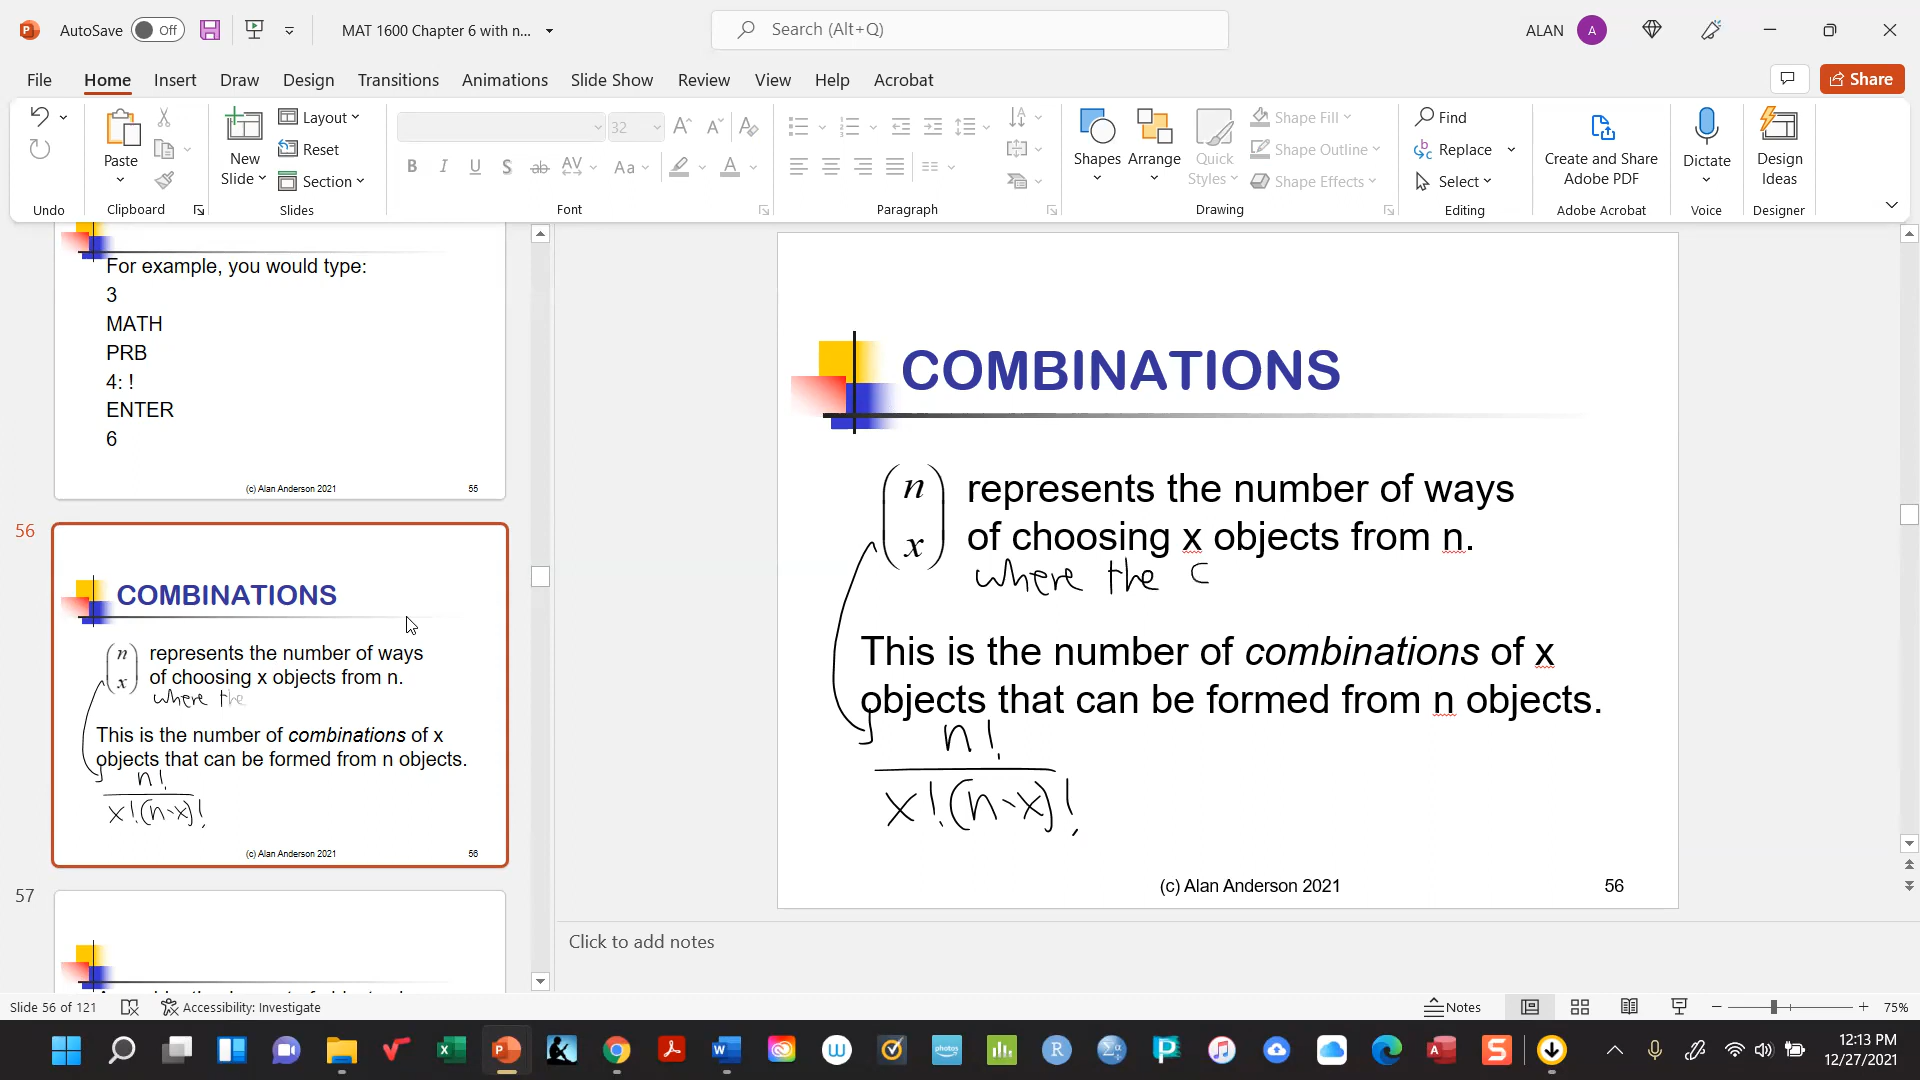 AutoSave Off MAT 1600 Chapter 6 with n... Search (Alt+Q) ALAN A
File Home Insert Draw Design Transitions Animations Slide Show Review View Help Acrobat Share
Paste New Slide Layout Reset Section
32
B I U S ab AV Aa A
Shapes Arrange Quick Styles Shape Fill Shape Outline Shape Effects
Find Replace Select
Create and Share Adobe PDF
Dictate
Design Ideas
Undo Clipboard Slides Font Paragraph Drawing Editing Adobe Acrobat Voice Designer
For example, you would type:
3
MATH
PRB
4: !
ENTER
6
(c) Alan Anderson 2021 55
56
COMBINATIONS
n represents the number of ways
x of choosing x objects from n.
where the
This is the number of combinations of x
objects that can be formed from n objects.
n!
x!(n-x)!
(c) Alan Anderson 2021 56
57
COMBINATIONS
n represents the number of ways
x of choosing x objects from n.
where the c
This is the number of combinations of x
objects that can be formed from n objects.
n!
x!(n-x)!
(c) Alan Anderson 2021 56
Click to add notes
Slide 56 of 121 Accessibility: Investigate Notes 75%
photos
12:13 PM
12/27/2021